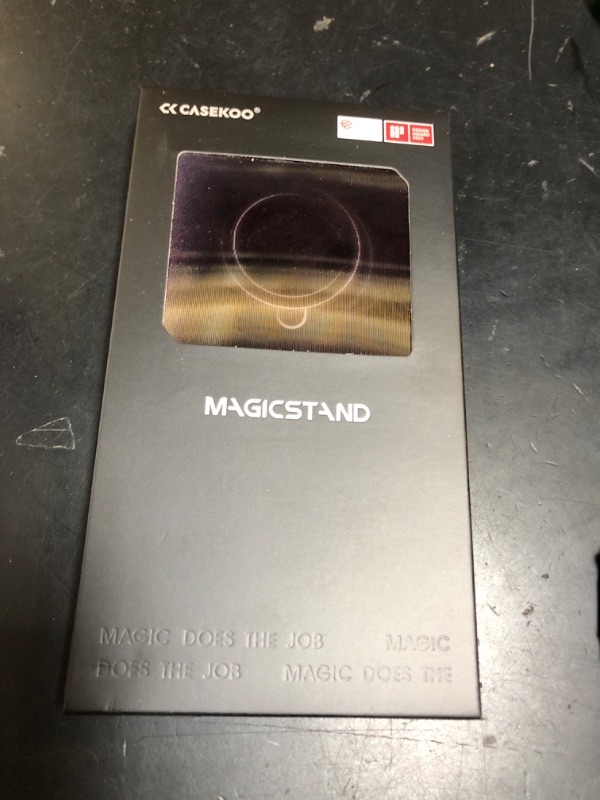 CASEKOO®
MAGICSTAND
MAGIC DOES THE JOB MAGIC
DOES THE JOB MAGIC DOES THE